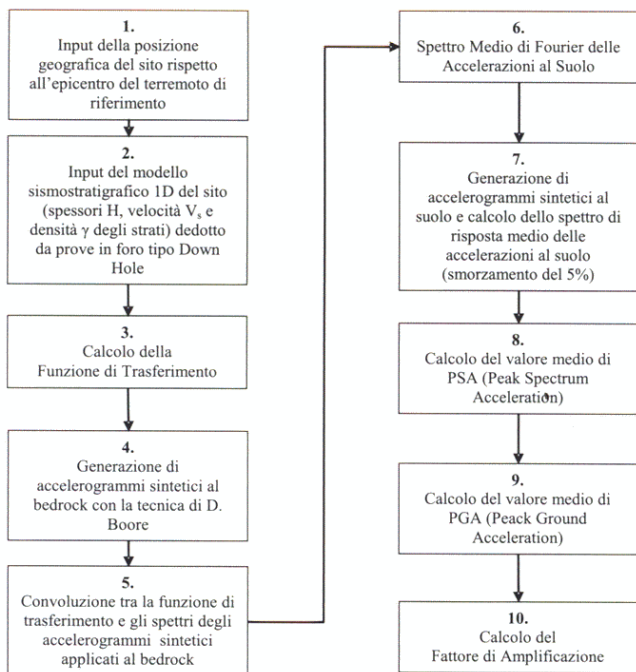 1.
Input della posizione
geografica del sito rispetto
all'epicentro del terremoto di
riferimento
2.
Input del modello
sismostratigrafico 1D del sito
(spessori H, velocità Vs e
densità γ degli strati) dedotto
da prove in foro tipo Down
Hole
3.
Calcolo della
Funzione di Trasferimento
4.
Generazione di
accelerogrammi sintetici al
bedrock con la tecnica di D.
Boore
5.
Convoluzione tra la funzione di
trasferimento e gli spettri degli
accelerogrammi sintetici
applicati al bedrock
6.
Spettro Medio di Fourier delle
Accelerazioni al Suolo
7.
Generazione di
accelerogrammi sintetici al
suolo e calcolo dello spettro di
risposta medio delle
accelerazioni al suolo
(smorzamento del 5%)
8.
Calcolo del valore medio di
PSA (Peak Spectrum
Acceleration)
9.
Calcolo del valore medio di
PGA (Peack Ground
Acceleration)
10.
Calcolo del
Fattore di Amplificazione